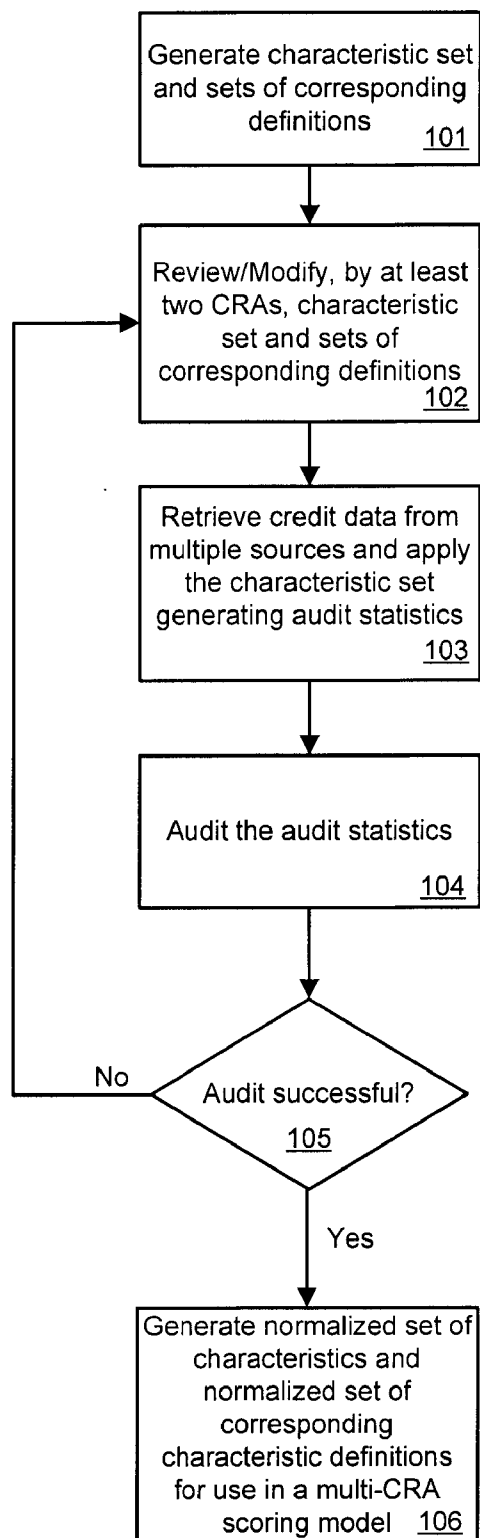 Generate characteristic set
and sets of corresponding
definitions
101
Review/Modify, by at least
two CRAs, characteristic
set and sets of
corresponding definitions
102
Retrieve credit data from
multiple sources and apply
the characteristic set
generating audit statistics
103
Audit the audit statistics
104
Audit successful?
105
No
Yes
Generate normalized set of
characteristics and
normalized set of
corresponding
characteristic definitions
for use in a multi-CRA
scoring model 106